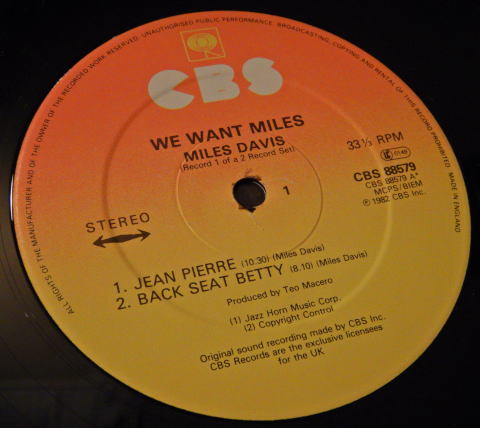 ALL RIGHTS OF THE MANUFACTURER AND OF THE OWNER OF THE RECORDED WORK RESERVED. UNAUTHORISED PUBLIC PERFORMANCE, BROADCASTING, COPYING AND RENTAL OF THIS RECORD PROHIBITED. MADE IN ENGLAND
CBS
WE WANT MILES
MILES DAVIS
(Record 1 of a 2 Record Set)
33⅓ RPM
CBS 88579
CBS 88579 A
MCPS/BIEM
℗ 1982 CBS Inc.
1
STEREO
1. JEAN PIERRE (10.30) (Miles Davis)
2. BACK SEAT BETTY (8.10) (Miles Davis)
Produced by Teo Macero
(1) Jazz Horn Music Corp.
(2) Copyright Control
Original sound recording made by CBS Inc.
CBS Records are the exclusive licensees
for the UK